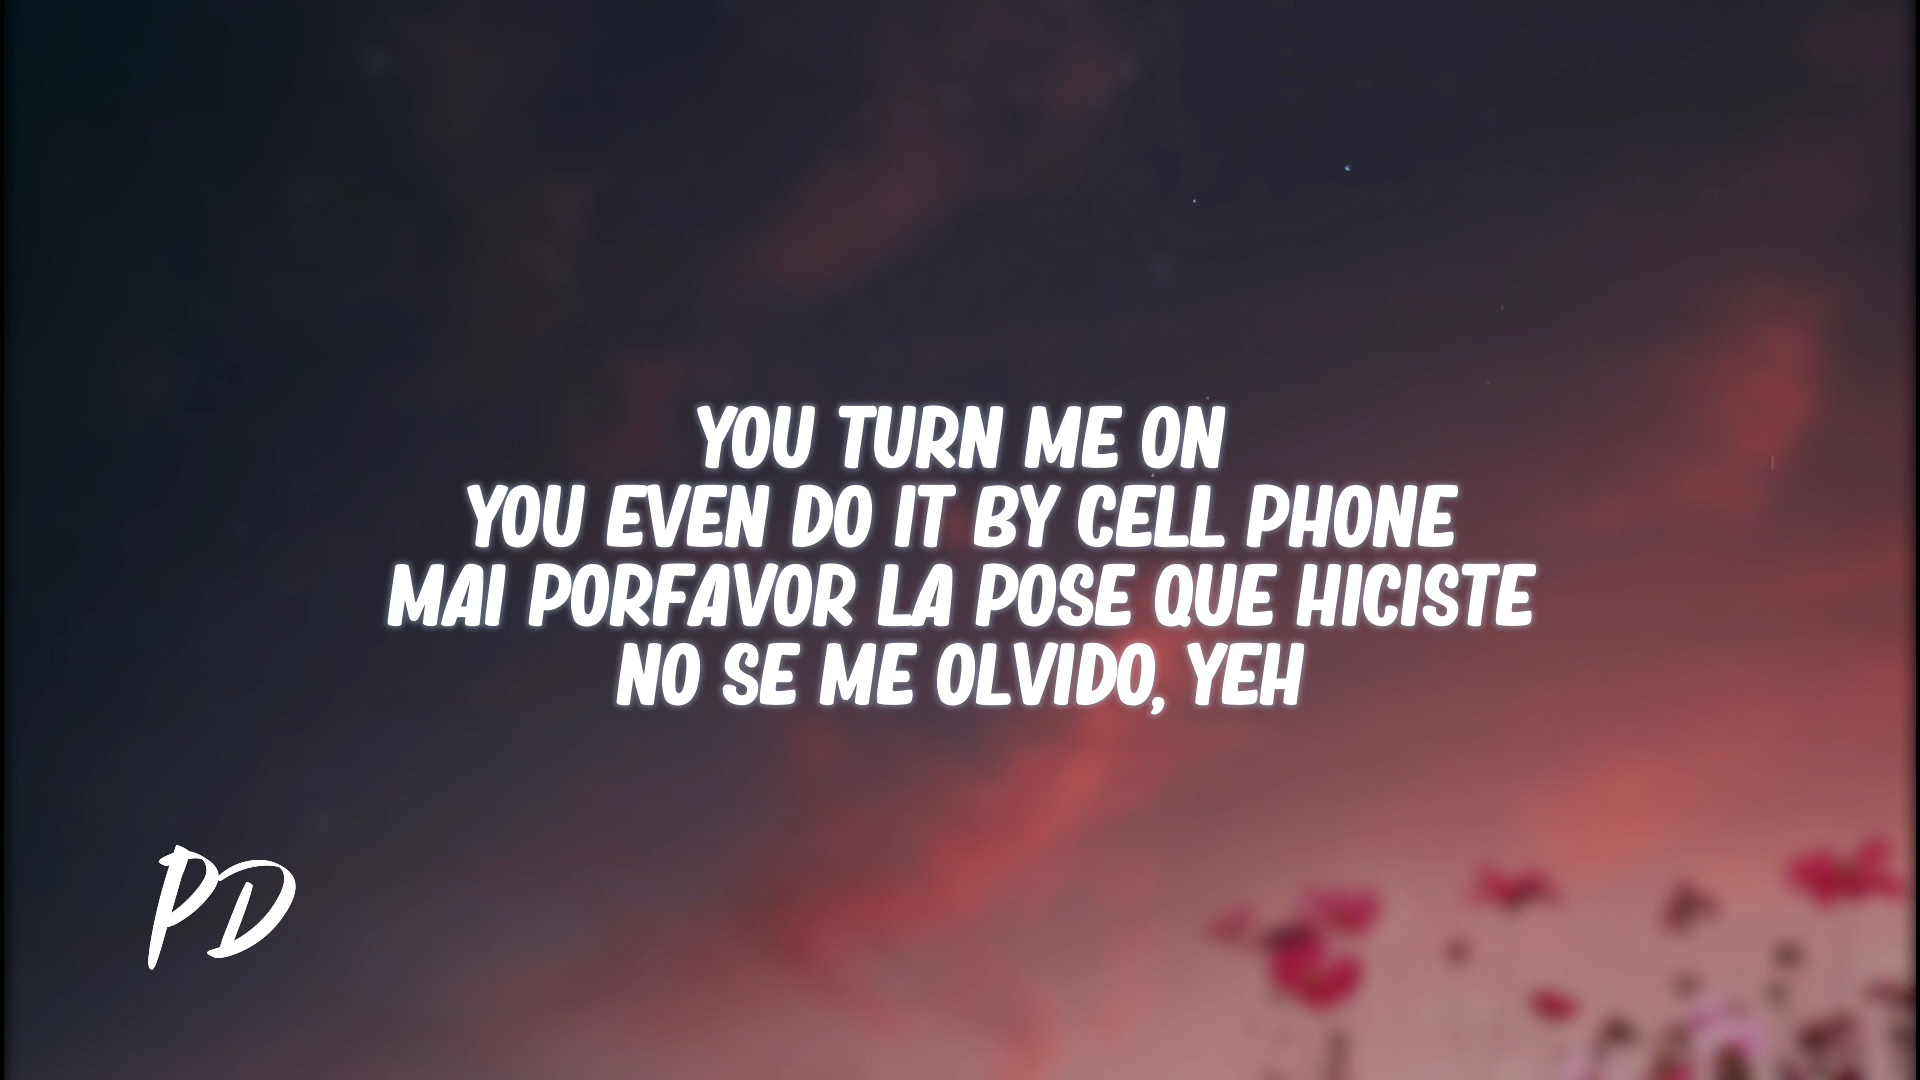 YOU TURN ME ON
YOU EVEN DO IT BY CELL PHONE
MAI PORFAVOR LA POSE QUE HICISTE
NO SE ME OLVIDO, YEH
PD